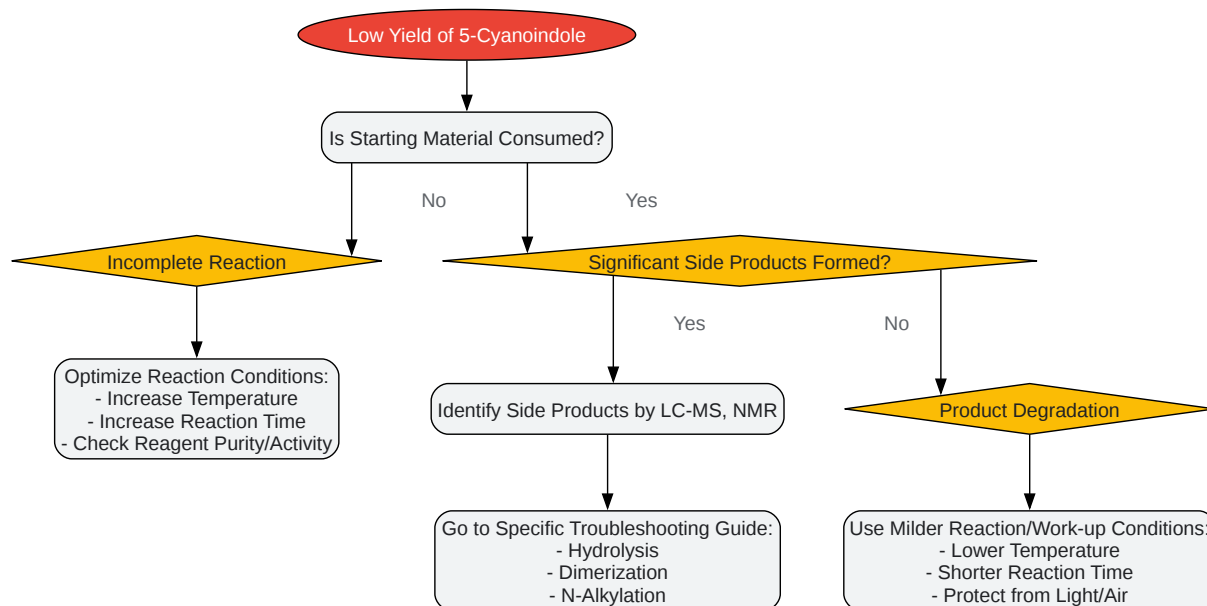 Low Yield of 5-Cyanoindole
Is Starting Material Consumed?
No
Yes
Incomplete Reaction
Significant Side Products Formed?
Yes
No
Optimize Reaction Conditions:
- Increase Temperature
- Increase Reaction Time
- Check Reagent Purity/Activity
Identify Side Products by LC-MS, NMR
Product Degradation
Go to Specific Troubleshooting Guide:
- Hydrolysis
- Dimerization
- N-Alkylation
Use Milder Reaction/Work-up Conditions:
- Lower Temperature
- Shorter Reaction Time
- Protect from Light/Air